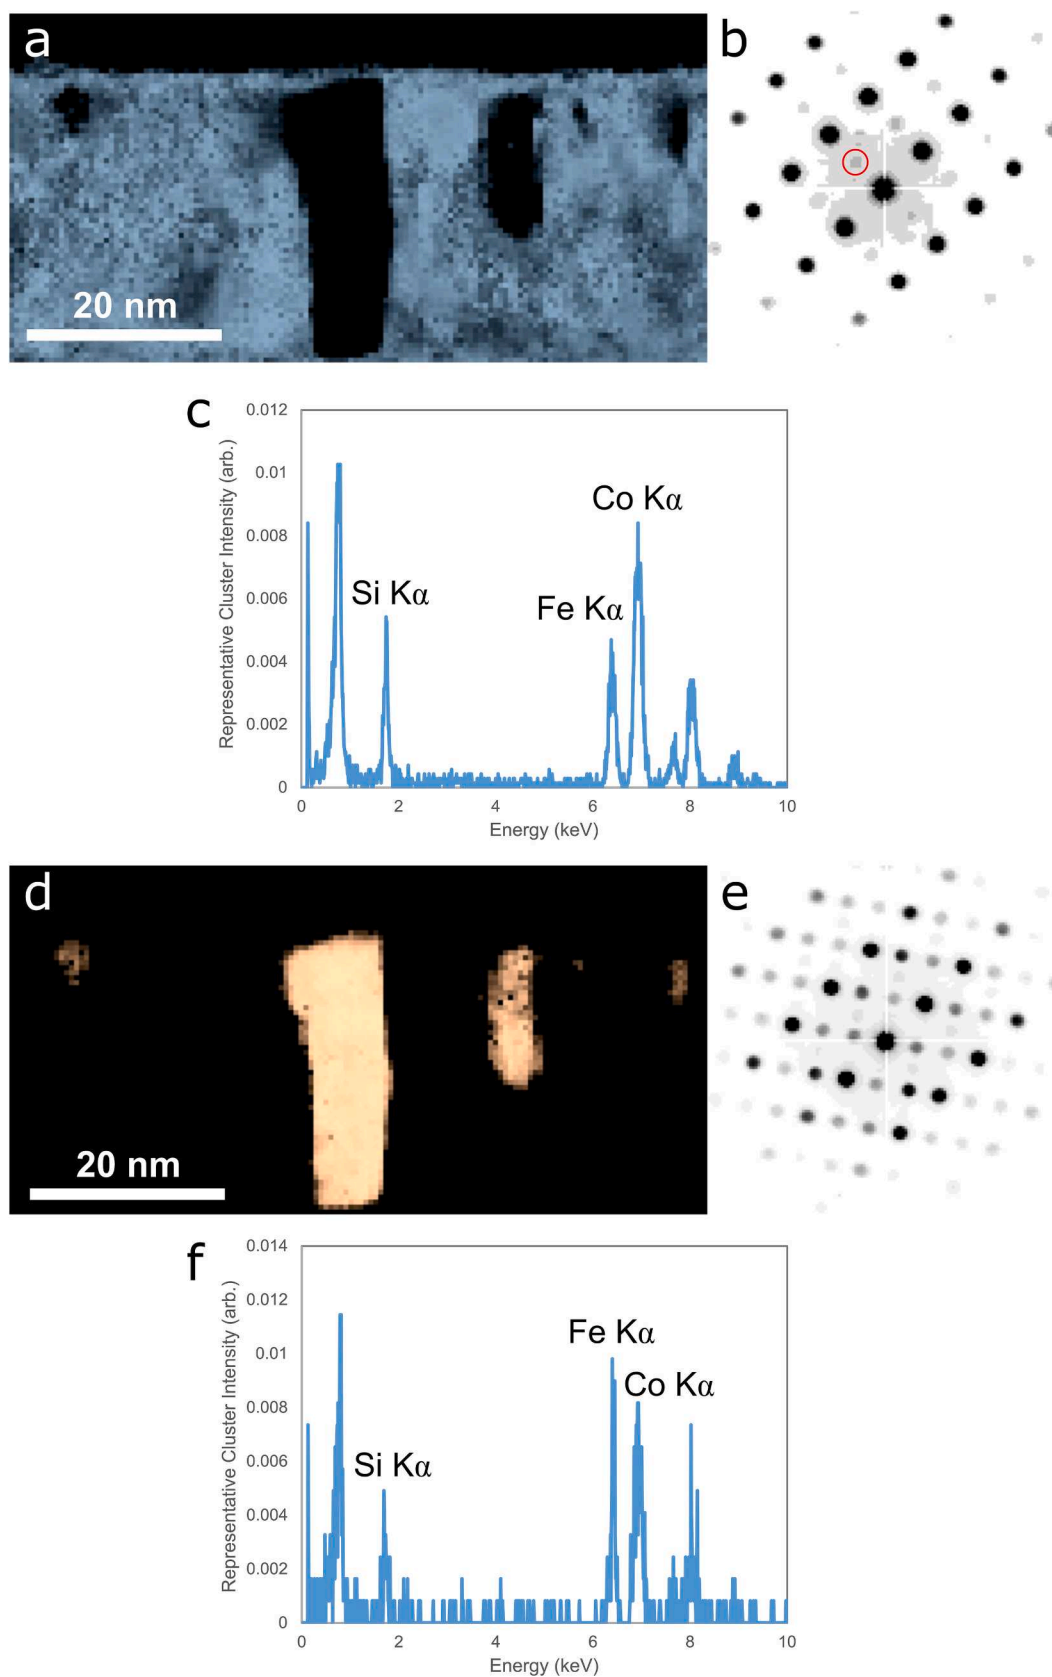 a
b
20 nm
c
Representative Cluster Intensity (arb.)
0.012
0.01
0.008
0.006
0.004
0.002
0
Si Kα
Fe Kα
Co Kα
0 2 4 6 8 10
Energy (keV)
d
e
20 nm
f
Representative Cluster Intensity (arb.)
0.014
0.012
0.01
0.008
0.006
0.004
0.002
0
Si Kα
Fe Kα
Co Kα
0 2 4 6 8 10
Energy (keV)